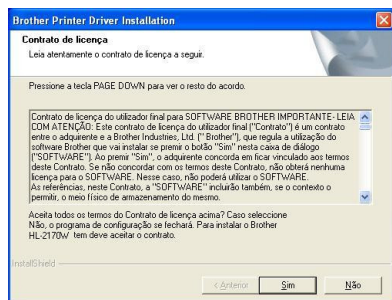 Brother Printer Driver Installation
Contrato de licença
Leia atentamente o contrato de licença a seguir.
Pressione a tecla PAGE DOWN para ver o resto do acordo.
Contrato de licença do utilizador final para SOFTWARE BROTHER IMPORTANTE- LEIA
COM ATENÇÃO: Este contrato de licença do utilizador final ("Contrato") é um contrato
entre o adquirente e a Brother Industries, Ltd. (" Brother"), que regula a utilização do
software Brother que vai instalar se premir o botão "Sim" nesta caixa de diálogo
("SOFTWARE"). Ao premir "Sim", o adquirente concorda em ficar vinculado aos termos
deste Contrato. Se não concordar com os termos deste Contrato, não obterá nenhuma
licença para o SOFTWARE. Nesse caso, não poderá utilizar o SOFTWARE.
As referências, neste Contrato, a "SOFTWARE" incluirão também, se o contexto o
permitir, o meio físico de armazenamento do mesmo.
Aceita todos os termos do Contrato de licença acima? Caso seleccione
Não, o programa de configuração se fechará. Para instalar o Brother
HL-2170W tem deve aceitar o contrato.
InstallShield
< Anterior Sim Não